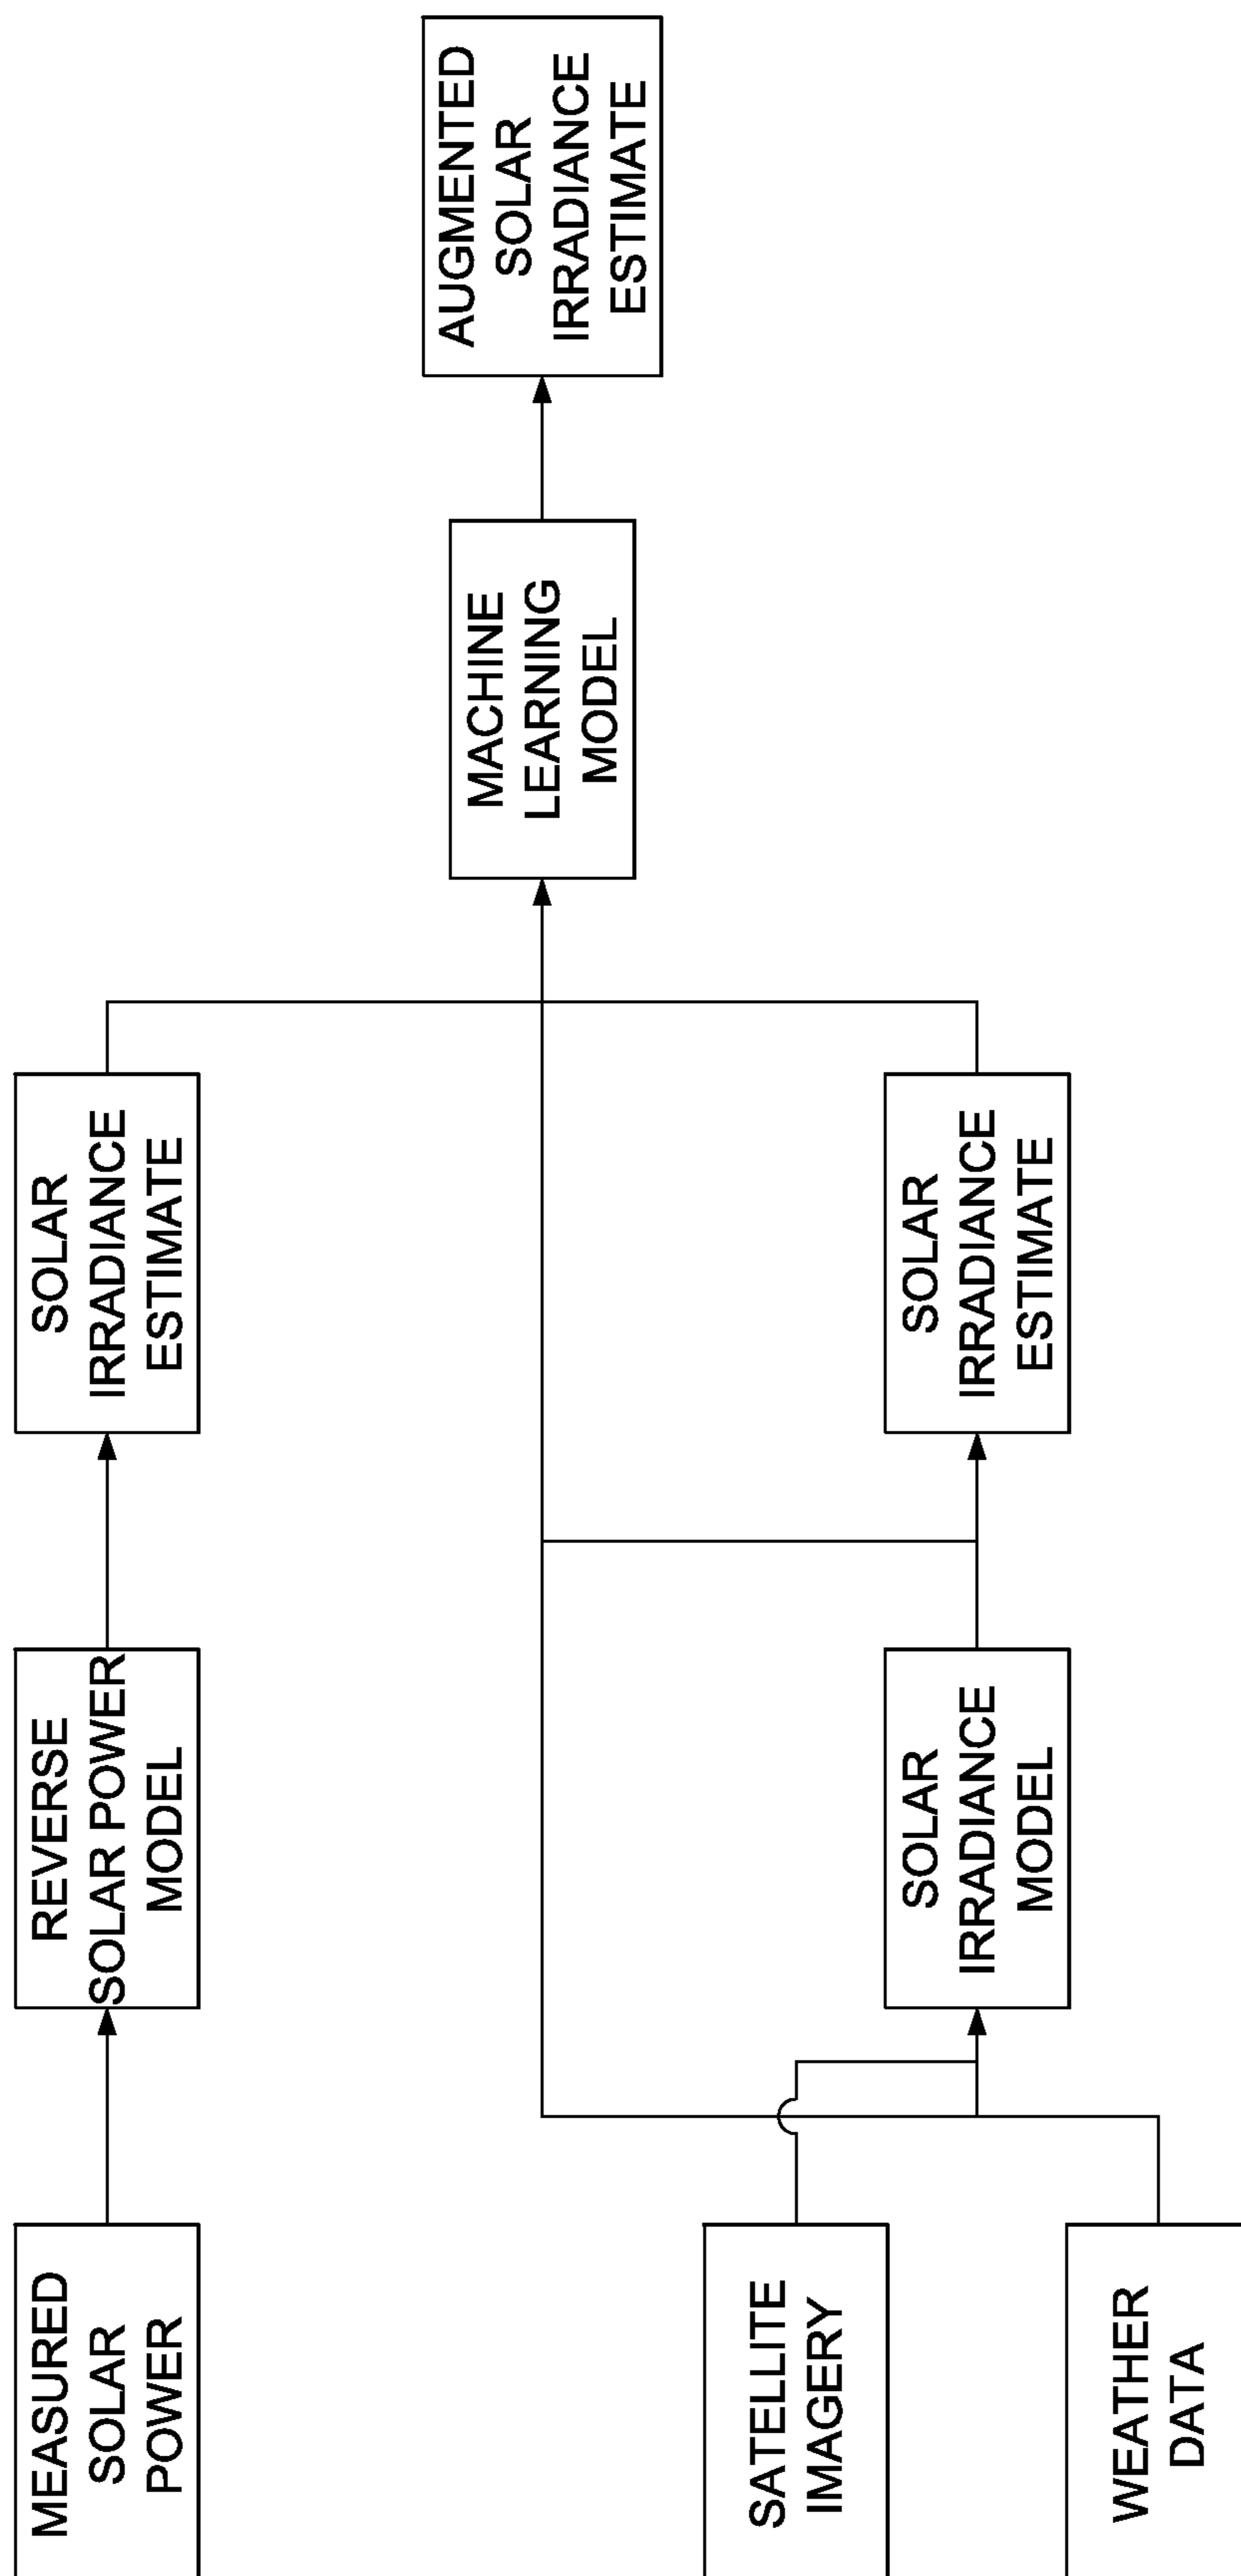 MEASURED
SOLAR
POWER
REVERSE
SOLAR POWER
MODEL
SOLAR
IRRADIANCE
ESTIMATE
SATELLITE
IMAGERY
WEATHER
DATA
SOLAR
IRRADIANCE
MODEL
SOLAR
IRRADIANCE
ESTIMATE
MACHINE
LEARNING
MODEL
AUGMENTED
SOLAR
IRRADIANCE
ESTIMATE